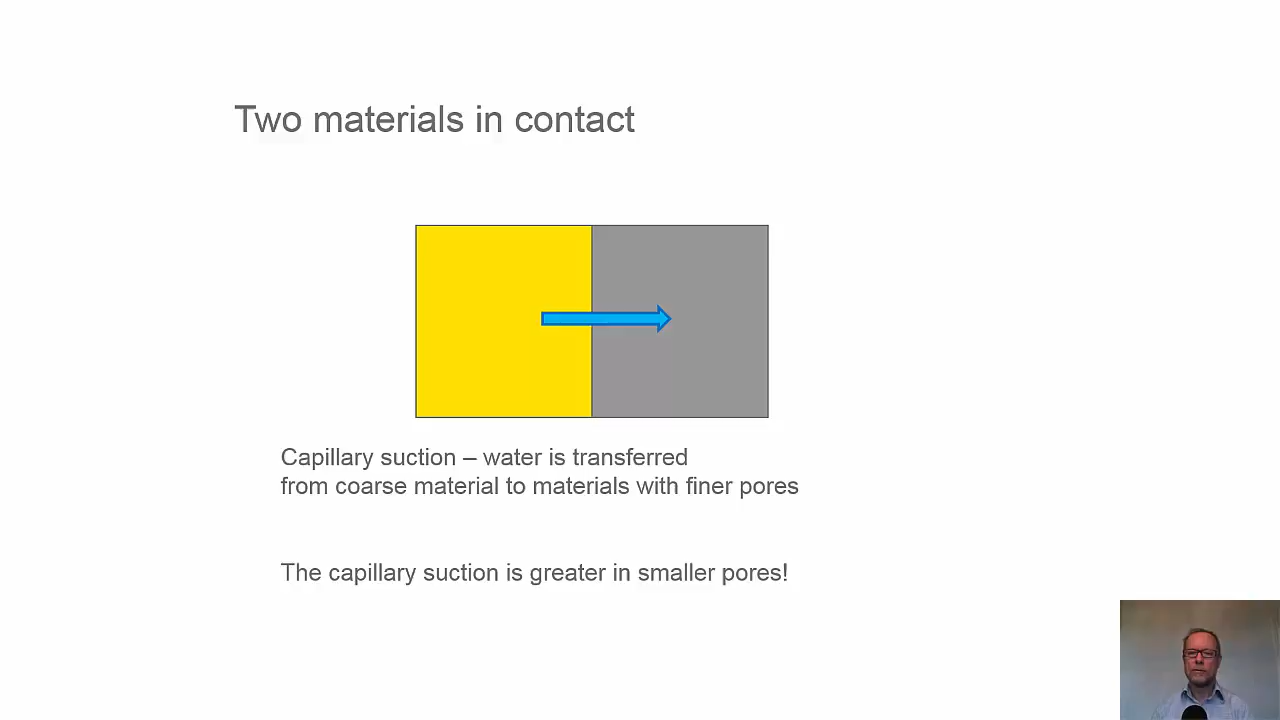 Two materials in contact
Capillary suction – water is transferred
from coarse material to materials with finer pores
The capillary suction is greater in smaller pores!